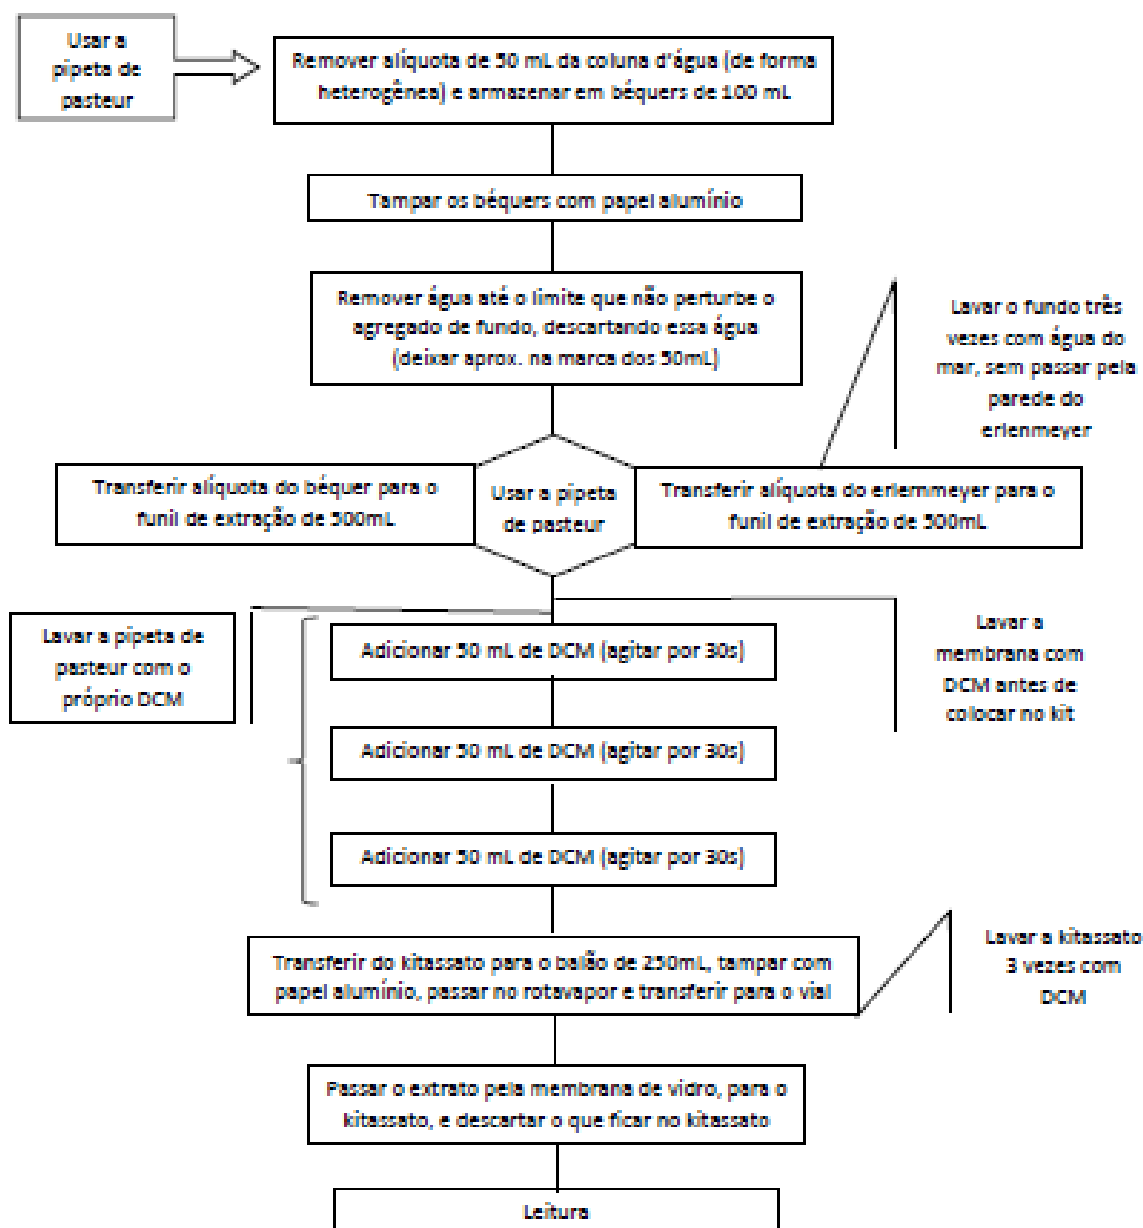 Usar a
pipeta de
pasteur
Remover alíquota de 50 mL da coluna d'água (de forma
heterogênea) e armazenar em béquers de 100 mL
Tampar os béquers com papel alumínio
Remover água até o limite que não perturbe o
agregado de fundo, descartando essa água
(deixar aprox. na marca dos 50mL)
Lavar o fundo três
vezes com água do
mar, sem passar pela
parede do
erlenmeyer
Transferir alíquota do béquer para o
funil de extração de 500mL
Usar a pipeta
de pasteur
Transferir alíquota do erlernmeyer para o
funil de extração de 500mL
Lavar a pipeta de
pasteur com o
próprio DCM
Adicionar 50 mL de DCM (agitar por 30s)
Lavar a
membrana com
DCM antes de
colocar no kit
Adicionar 50 mL de DCM (agitar por 30s)
Adicionar 50 mL de DCM (agitar por 30s)
Transferir do kitassato para o balão de 250mL, tampar com
papel alumínio, passar no rotavapor e transferir para o vial
Lavar a kitassato
3 vezes com
DCM
Passar o extrato pela membrana de vidro, para o
kitassato, e descartar o que ficar no kitassato
Leitura